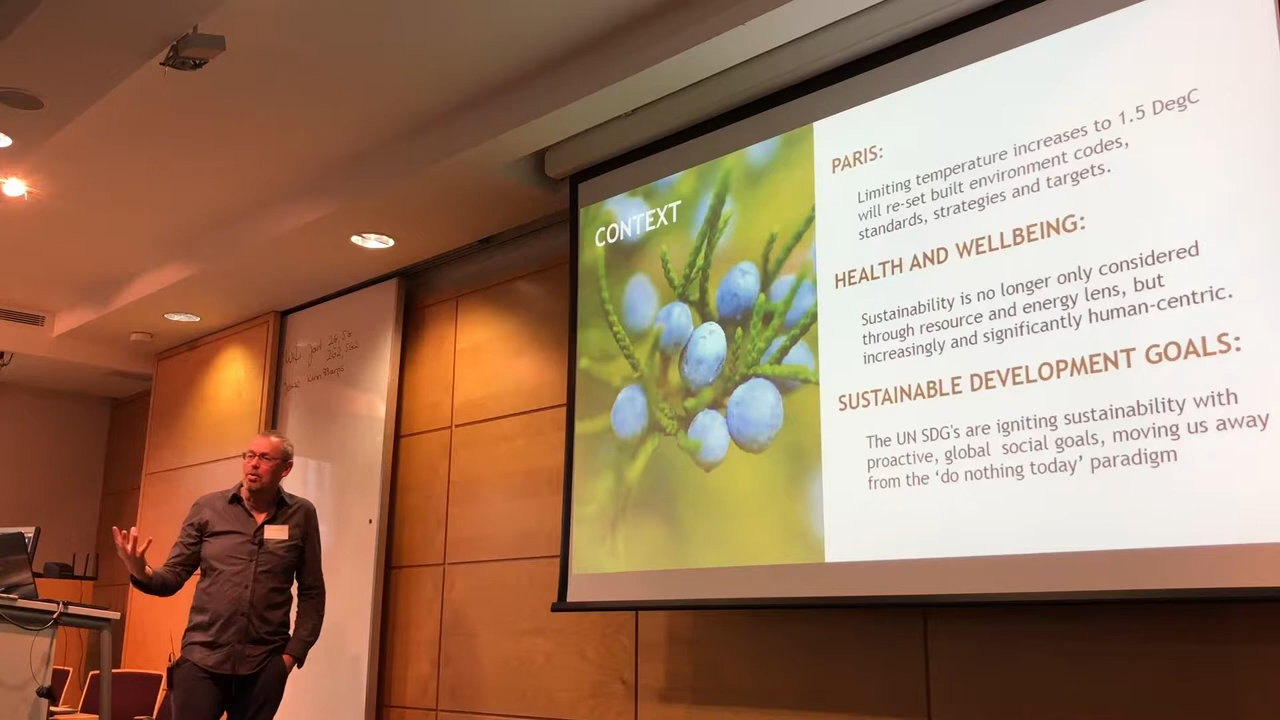 CONTEXT
PARIS:
Limiting temperature increases to 1.5 DegC
will re-set built environment codes,
standards, strategies and targets.
HEALTH AND WELLBEING:
Sustainability is no longer only considered
through resource and energy lens, but
increasingly and significantly human-centric.
SUSTAINABLE DEVELOPMENT GOALS:
The UN SDG's are igniting sustainability with
proactive, global social goals, moving us away
from the ‘do nothing today’ paradigm